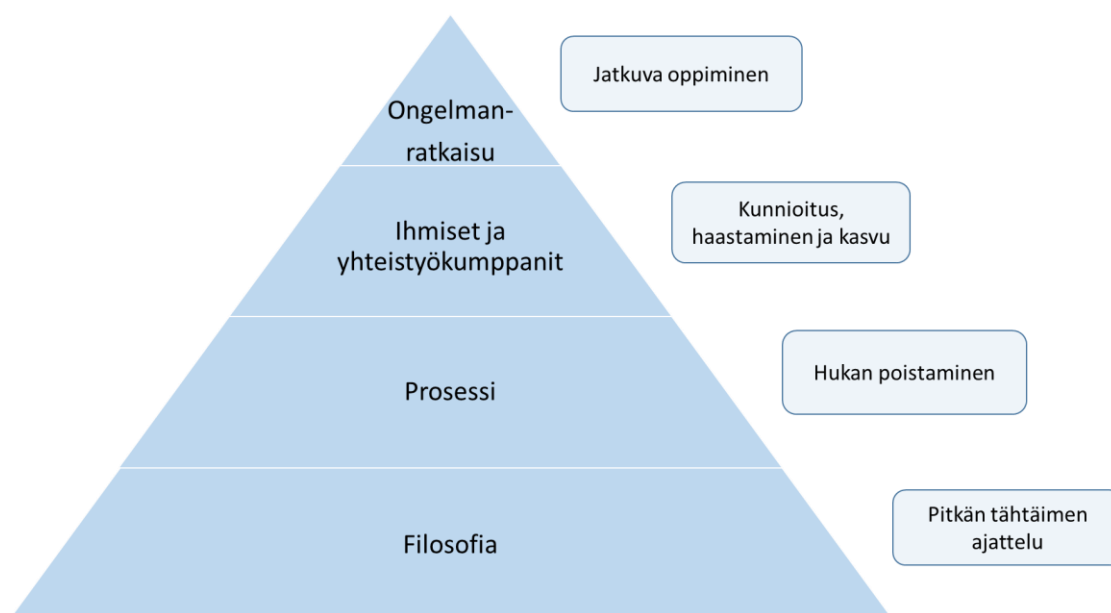 Jatkuva oppiminen
Ongelman-
ratkaisu
Kunnioitus,
haastaminen ja kasvu
Ihmiset ja
yhteistyökumppanit
Hukan poistaminen
Prosessi
Pitkän tähtäimen
ajattelu
Filosofia